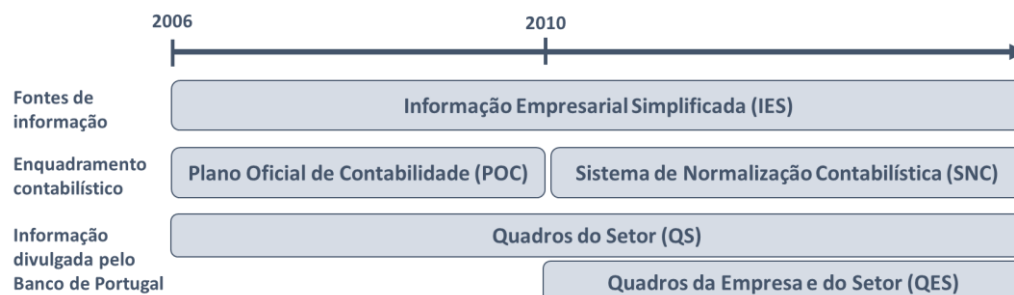 2006
2010
Fontes de
informação
Informação Empresarial Simplificada (IES)
Enquadramento
contabilístico
Plano Oficial de Contabilidade (POC)
Sistema de Normalização Contabilística (SNC)
Informação
divulgada pelo
Banco de Portugal
Quadros do Setor (QS)
Quadros da Empresa e do Setor (QES)